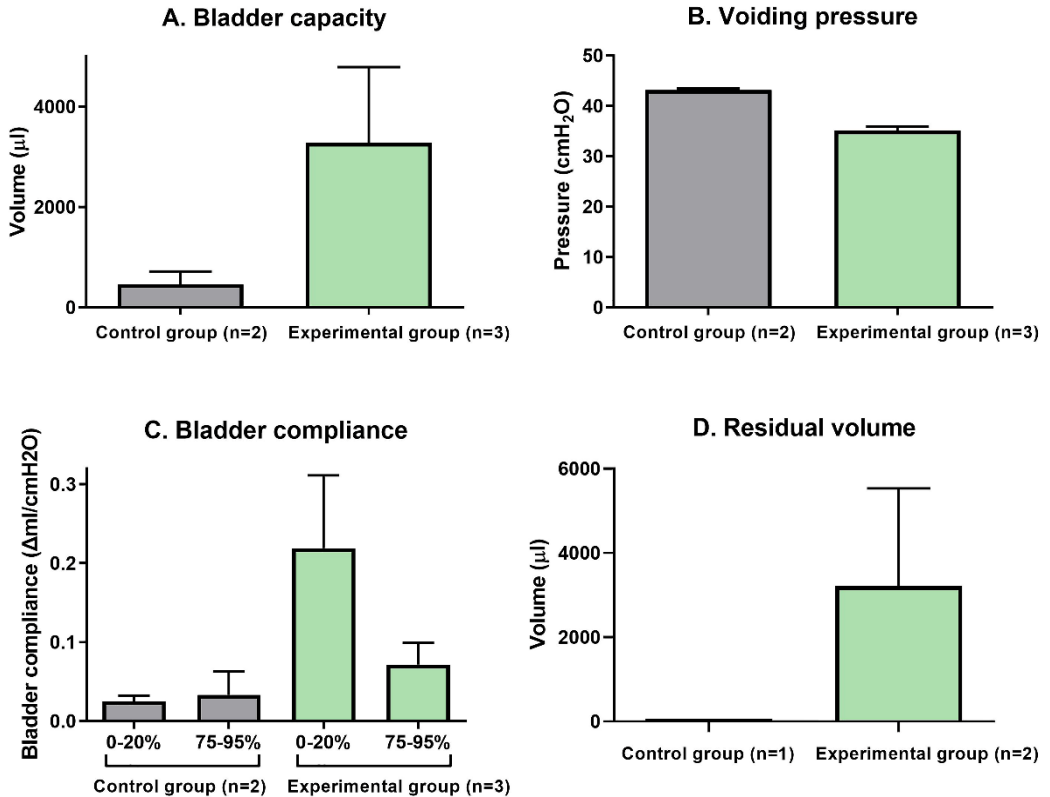 A. Bladder capacity
Volume (μl)
4000
2000
0
Control group (n=2)
Experimental group (n=3)
B. Voiding pressure
Pressure (cmH₂O)
50
40
30
20
10
0
Control group (n=2)
Experimental group (n=3)
C. Bladder compliance
Bladder compliance (Δml/cmH2O)
0.3
0.2
0.1
0.0
0-20%
75-95%
0-20%
75-95%
Control group (n=2)
Experimental group (n=3)
D. Residual volume
Volume (μl)
6000
4000
2000
0
Control group (n=1)
Experimental group (n=2)